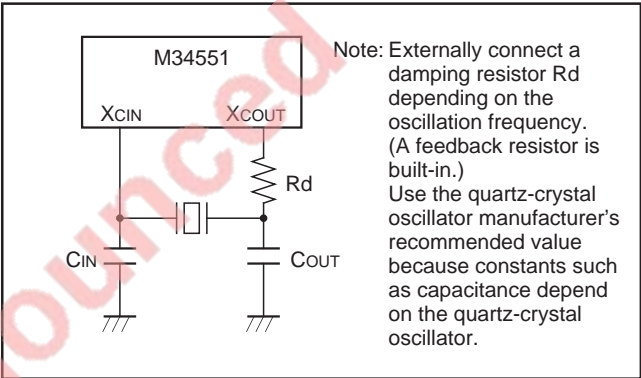 M34551
XCIN
XCOUT
Rd
CIN
COUT
Note: Externally connect a
damping resistor Rd
depending on the
oscillation frequency.
(A feedback resistor is
built-in.)
Use the quartz-crystal
oscillator manufacturer's
recommended value
because constants such
as capacitance depend
on the quartz-crystal
oscillator.
ounced